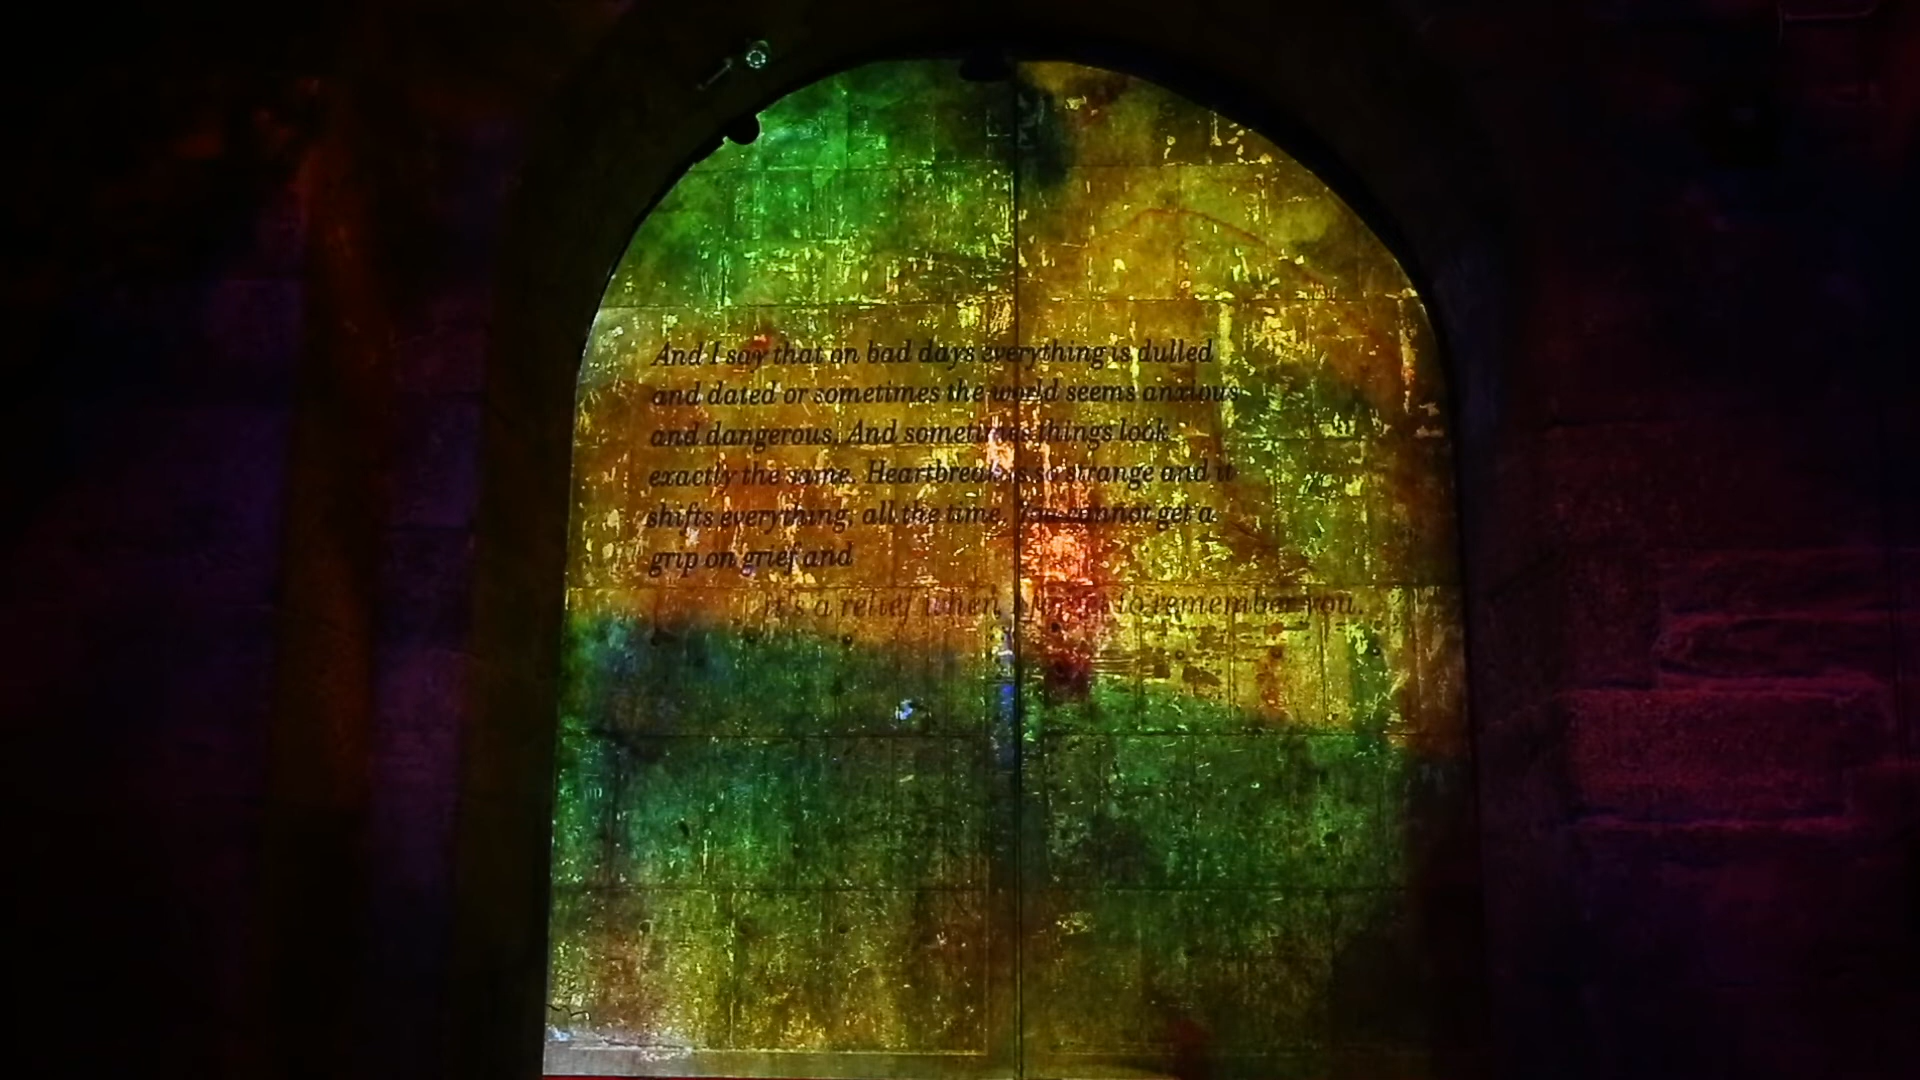 And I say that on bad days everything is dulled
and dated or sometimes the world seems anxious
and dangerous. And sometimes things look
exactly the same. Heartbreak is so strange and it
shifts everything, all the time. You cannot get a
grip on grief and
it's a relief when I to remember you.